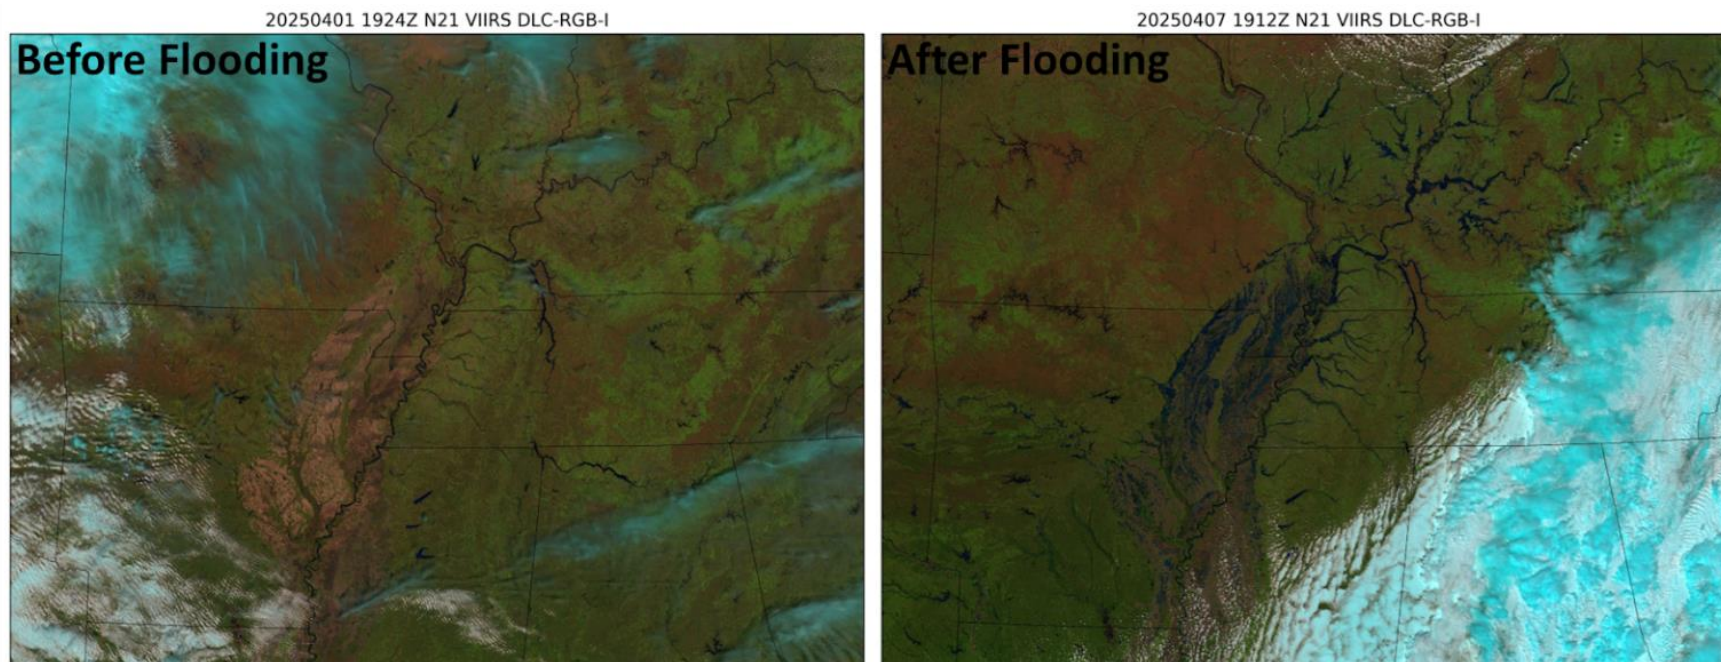 20250401 1924Z N21 VIIRS DLC-RGB-I
Before Flooding
20250407 1912Z N21 VIIRS DLC-RGB-I
After Flooding